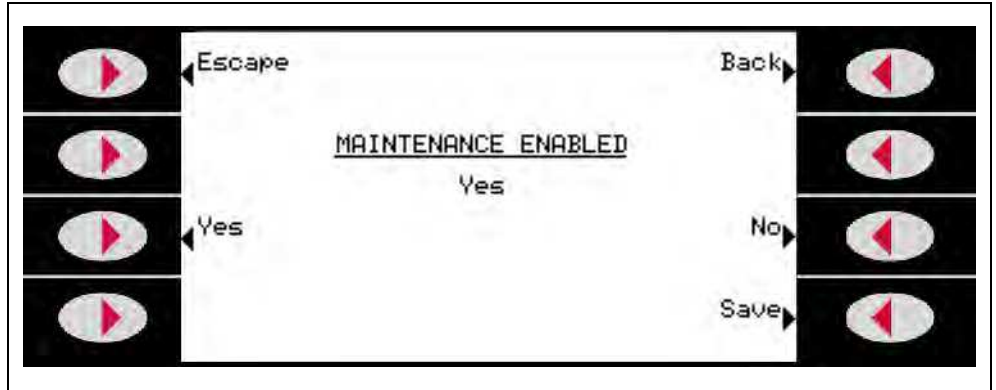 Escape
Back
MAINTENANCE ENABLED
Yes
Yes
No
Save